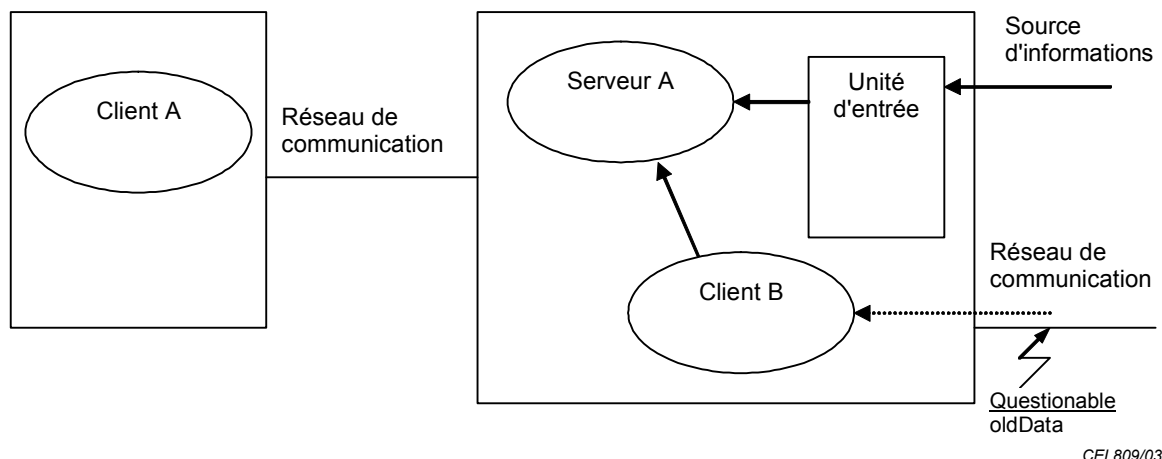 Client A
Réseau de
communication
Serveur A
Unité
d'entrée
Source
d'informations
Client B
Réseau de
communication
Questionable
oldData
CEI 809/03